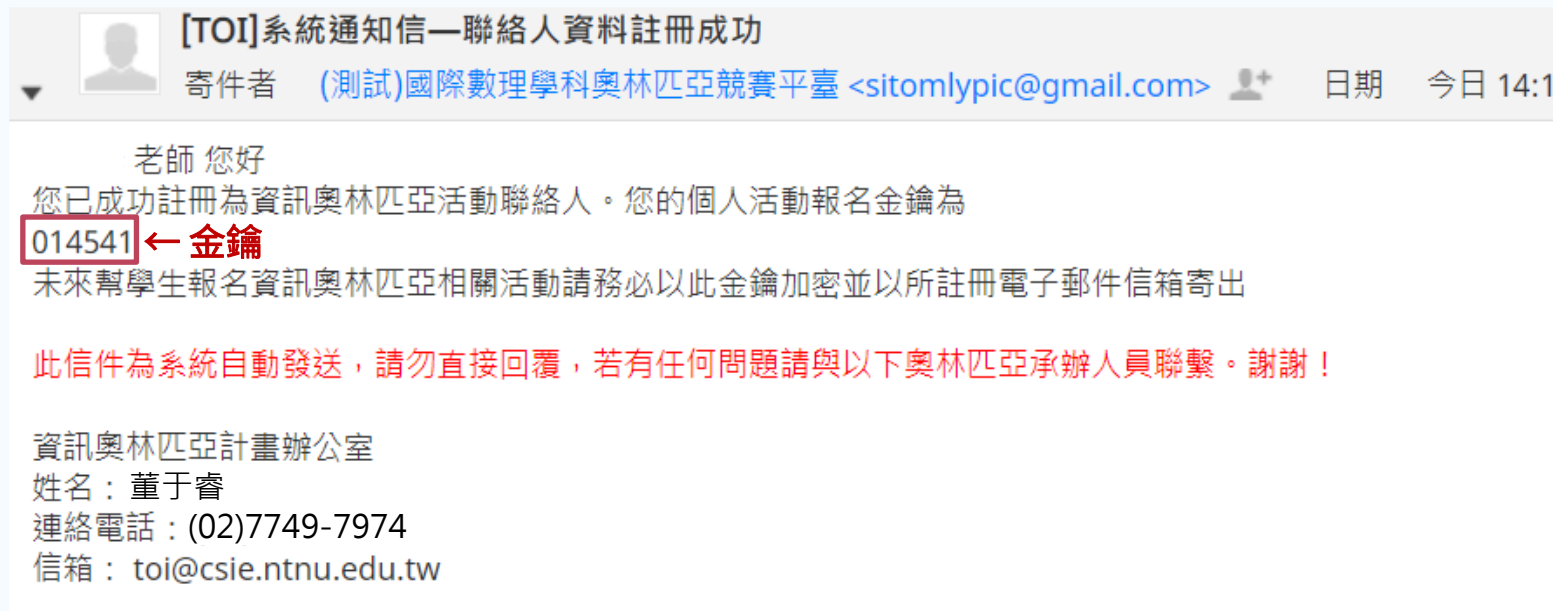 [TOI]系統通知信—聯絡人資料註冊成功
寄件者 (測試)國際數理學科奧林匹亞競賽平臺 <sitomlypic@gmail.com> 日期 今日 14:1
老師 您好
您已成功註冊為資訊奧林匹亞活動聯絡人。您的個人活動報名金鑰為
014541 ← 金鑰
未來幫學生報名資訊奧林匹亞相關活動請務必以此金鑰加密並以所註冊電子郵件信箱寄出
此信件為系統自動發送，請勿直接回覆，若有任何問題請與以下奧林匹亞承辦人員聯繫。謝謝！
資訊奧林匹亞計畫辦公室
姓名：董于睿
連絡電話：(02)7749-7974
信箱： toi@csie.ntnu.edu.tw